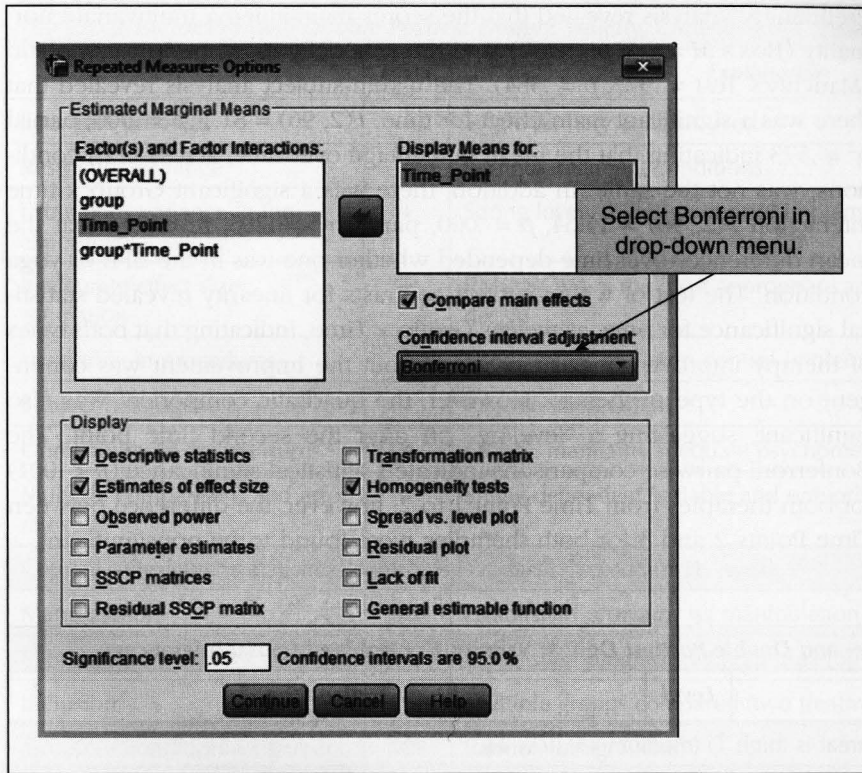 Repeated Measures: Options
Estimated Marginal Means
Factor(s) and Factor Interactions:
(OVERALL)
group
Time_Point
group*Time_Point
Display Means for:
Time_Point
Select Bonferroni in
drop-down menu.
Compare main effects
Confidence interval adjustment:
Bonferroni
Display
Descriptive statistics
Transformation matrix
Estimates of effect size
Homogeneity tests
Observed power
Spread vs. level plot
Parameter estimates
Residual plot
SSCP matrices
Lack of fit
Residual SSCP matrix
General estimable function
Significance level: .05 Confidence intervals are 95.0 %
Continue Cancel Help